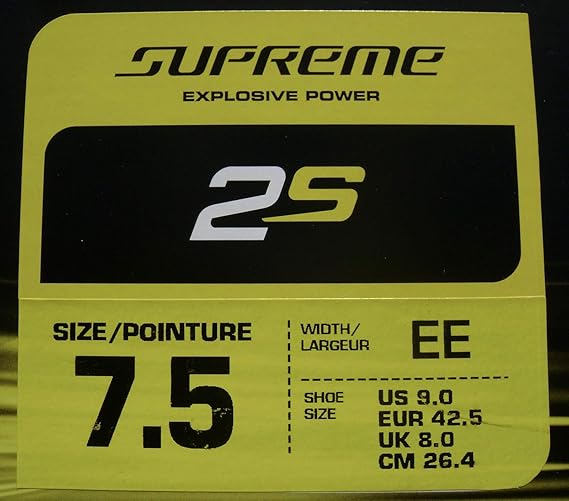 SUPREME
EXPLOSIVE POWER
2S
SIZE/POINTURE
7.5
WIDTH/
LARGEUR
EE
SHOE
SIZE
US 9.0
EUR 42.5
UK 8.0
CM 26.4